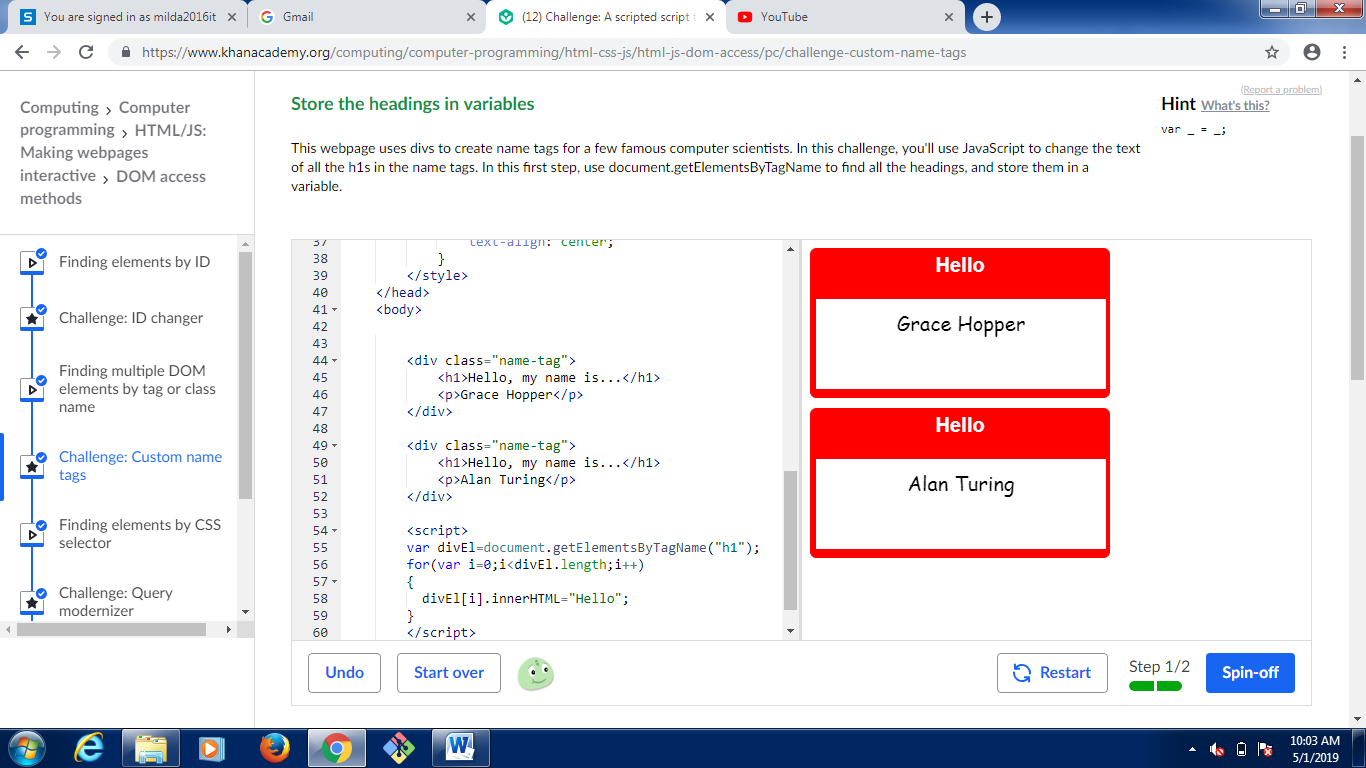 You are signed in as milda2016it
Gmail
(12) Challenge: A scripted script t
YouTube
https://www.khanacademy.org/computing/computer-programming/html-css-js/html-js-dom-access/pc/challenge-custom-name-tags
Computing > Computer
programming > HTML/JS:
Making webpages
interactive > DOM access
methods
Finding elements by ID
Challenge: ID changer
Finding multiple DOM
elements by tag or class
name
Challenge: Custom name
tags
Finding elements by CSS
selector
Challenge: Query
modernizer
Store the headings in variables
(Report a problem)
Hint What's this?
var _ = _;
This webpage uses divs to create name tags for a few famous computer scientists. In this challenge, you'll use JavaScript to change the text
of all the h1s in the name tags. In this first step, use document.getElementsByTagName to find all the headings, and store them in a
variable.
37 text-align: center;
38 }
39 </style>
40 </head>
41 <body>
42
43
44 <div class="name-tag">
45 <h1>Hello, my name is...</h1>
46 <p>Grace Hopper</p>
47 </div>
48
49 <div class="name-tag">
50 <h1>Hello, my name is...</h1>
51 <p>Alan Turing</p>
52 </div>
53
54 <script>
55 var divEl=document.getElementsByTagName("h1");
56 for(var i=0;i<divEl.length;i++)
57 {
58 divEl[i].innerHTML="Hello";
59 }
60 </script>
Hello
Grace Hopper
Hello
Alan Turing
Undo
Start over
Restart
Step 1/2
Spin-off
10:03 AM
5/1/2019